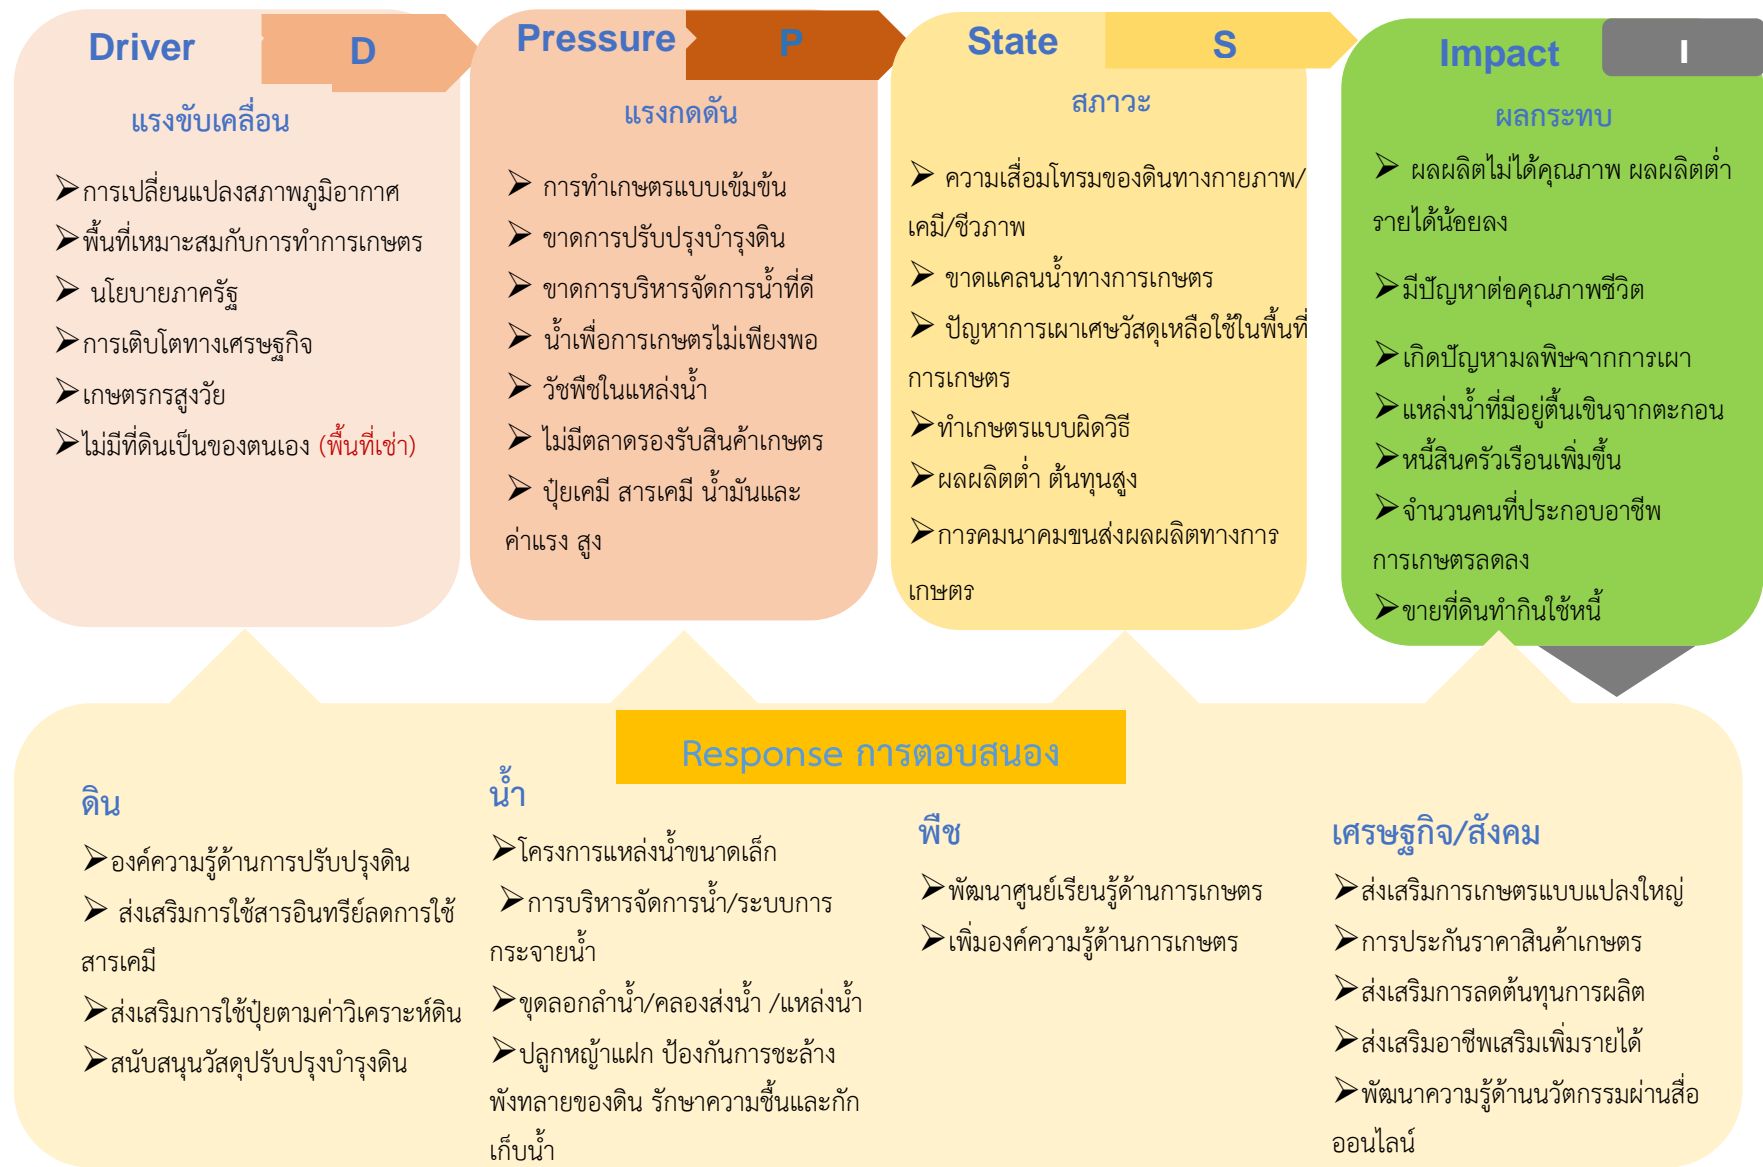 Driver
D
แรงขับเคลื่อน
➢การเปลี่ยนแปลงสภาพภูมิอากาศ
➢พื้นที่เหมาะสมกับการทำการเกษตร
➢ นโยบายภาครัฐ
➢การเติบโตทางเศรษฐกิจ
➢เกษตรกรสูงวัย
➢ไม่มีที่ดินเป็นของตนเอง (พื้นที่เช่า)
Pressure
P
แรงกดดัน
➢ การทำเกษตรแบบเข้มข้น
➢ ขาดการปรับปรุงบำรุงดิน
➢ ขาดการบริหารจัดการน้ำที่ดี
➢ น้ำเพื่อการเกษตรไม่เพียงพอ
➢ วัชพืชในแหล่งน้ำ
➢ ไม่มีตลาดรองรับสินค้าเกษตร
➢ ปุ๋ยเคมี สารเคมี น้ำมันและ
ค่าแรง สูง
State
S
สภาวะ
➢ ความเสื่อมโทรมของดินทางกายภาพ/
เคมี/ชีวภาพ
➢ ขาดแคลนน้ำทางการเกษตร
➢ ปัญหาการเผาเศษวัสดุเหลือใช้ในพื้นที่
การเกษตร
➢ทำเกษตรแบบผิดวิธี
➢ผลผลิตต่ำ ต้นทุนสูง
➢การคมนาคมขนส่งผลผลิตทางการ
เกษตร
Impact
I
ผลกระทบ
➢ ผลผลิตไม่ได้คุณภาพ ผลผลิตต่ำ
รายได้น้อยลง
➢มีปัญหาต่อคุณภาพชีวิต
➢เกิดปัญหามลพิษจากการเผา
➢แหล่งน้ำที่มีอยู่ตื้นเขินจากตะกอน
➢หนี้สินครัวเรือนเพิ่มขึ้น
➢จำนวนคนที่ประกอบอาชีพ
การเกษตรลดลง
➢ขายที่ดินทำกินใช้หนี้
Response การตอบสนอง
ดิน
➢องค์ความรู้ด้านการปรับปรุงดิน
➢ ส่งเสริมการใช้สารอินทรีย์ลดการใช้
สารเคมี
➢ส่งเสริมการใช้ปุ๋ยตามค่าวิเคราะห์ดิน
➢สนับสนุนวัสดุปรับปรุงบำรุงดิน
น้ำ
➢โครงการแหล่งน้ำขนาดเล็ก
➢การบริหารจัดการน้ำ/ระบบการ
กระจายน้ำ
➢ขุดลอกลำน้ำ/คลองส่งน้ำ /แหล่งน้ำ
➢ปลูกหญ้าแฝก ป้องกันการชะล้าง
พังทลายของดิน รักษาความชื้นและกัก
เก็บน้ำ
พืช
➢พัฒนาศูนย์เรียนรู้ด้านการเกษตร
➢เพิ่มองค์ความรู้ด้านการเกษตร
เศรษฐกิจ/สังคม
➢ส่งเสริมการเกษตรแบบแปลงใหญ่
➢การประกันราคาสินค้าเกษตร
➢ส่งเสริมการลดต้นทุนการผลิต
➢ส่งเสริมอาชีพเสริมเพิ่มรายได้
➢พัฒนาความรู้ด้านนวัตกรรมผ่านสื่อ
ออนไลน์